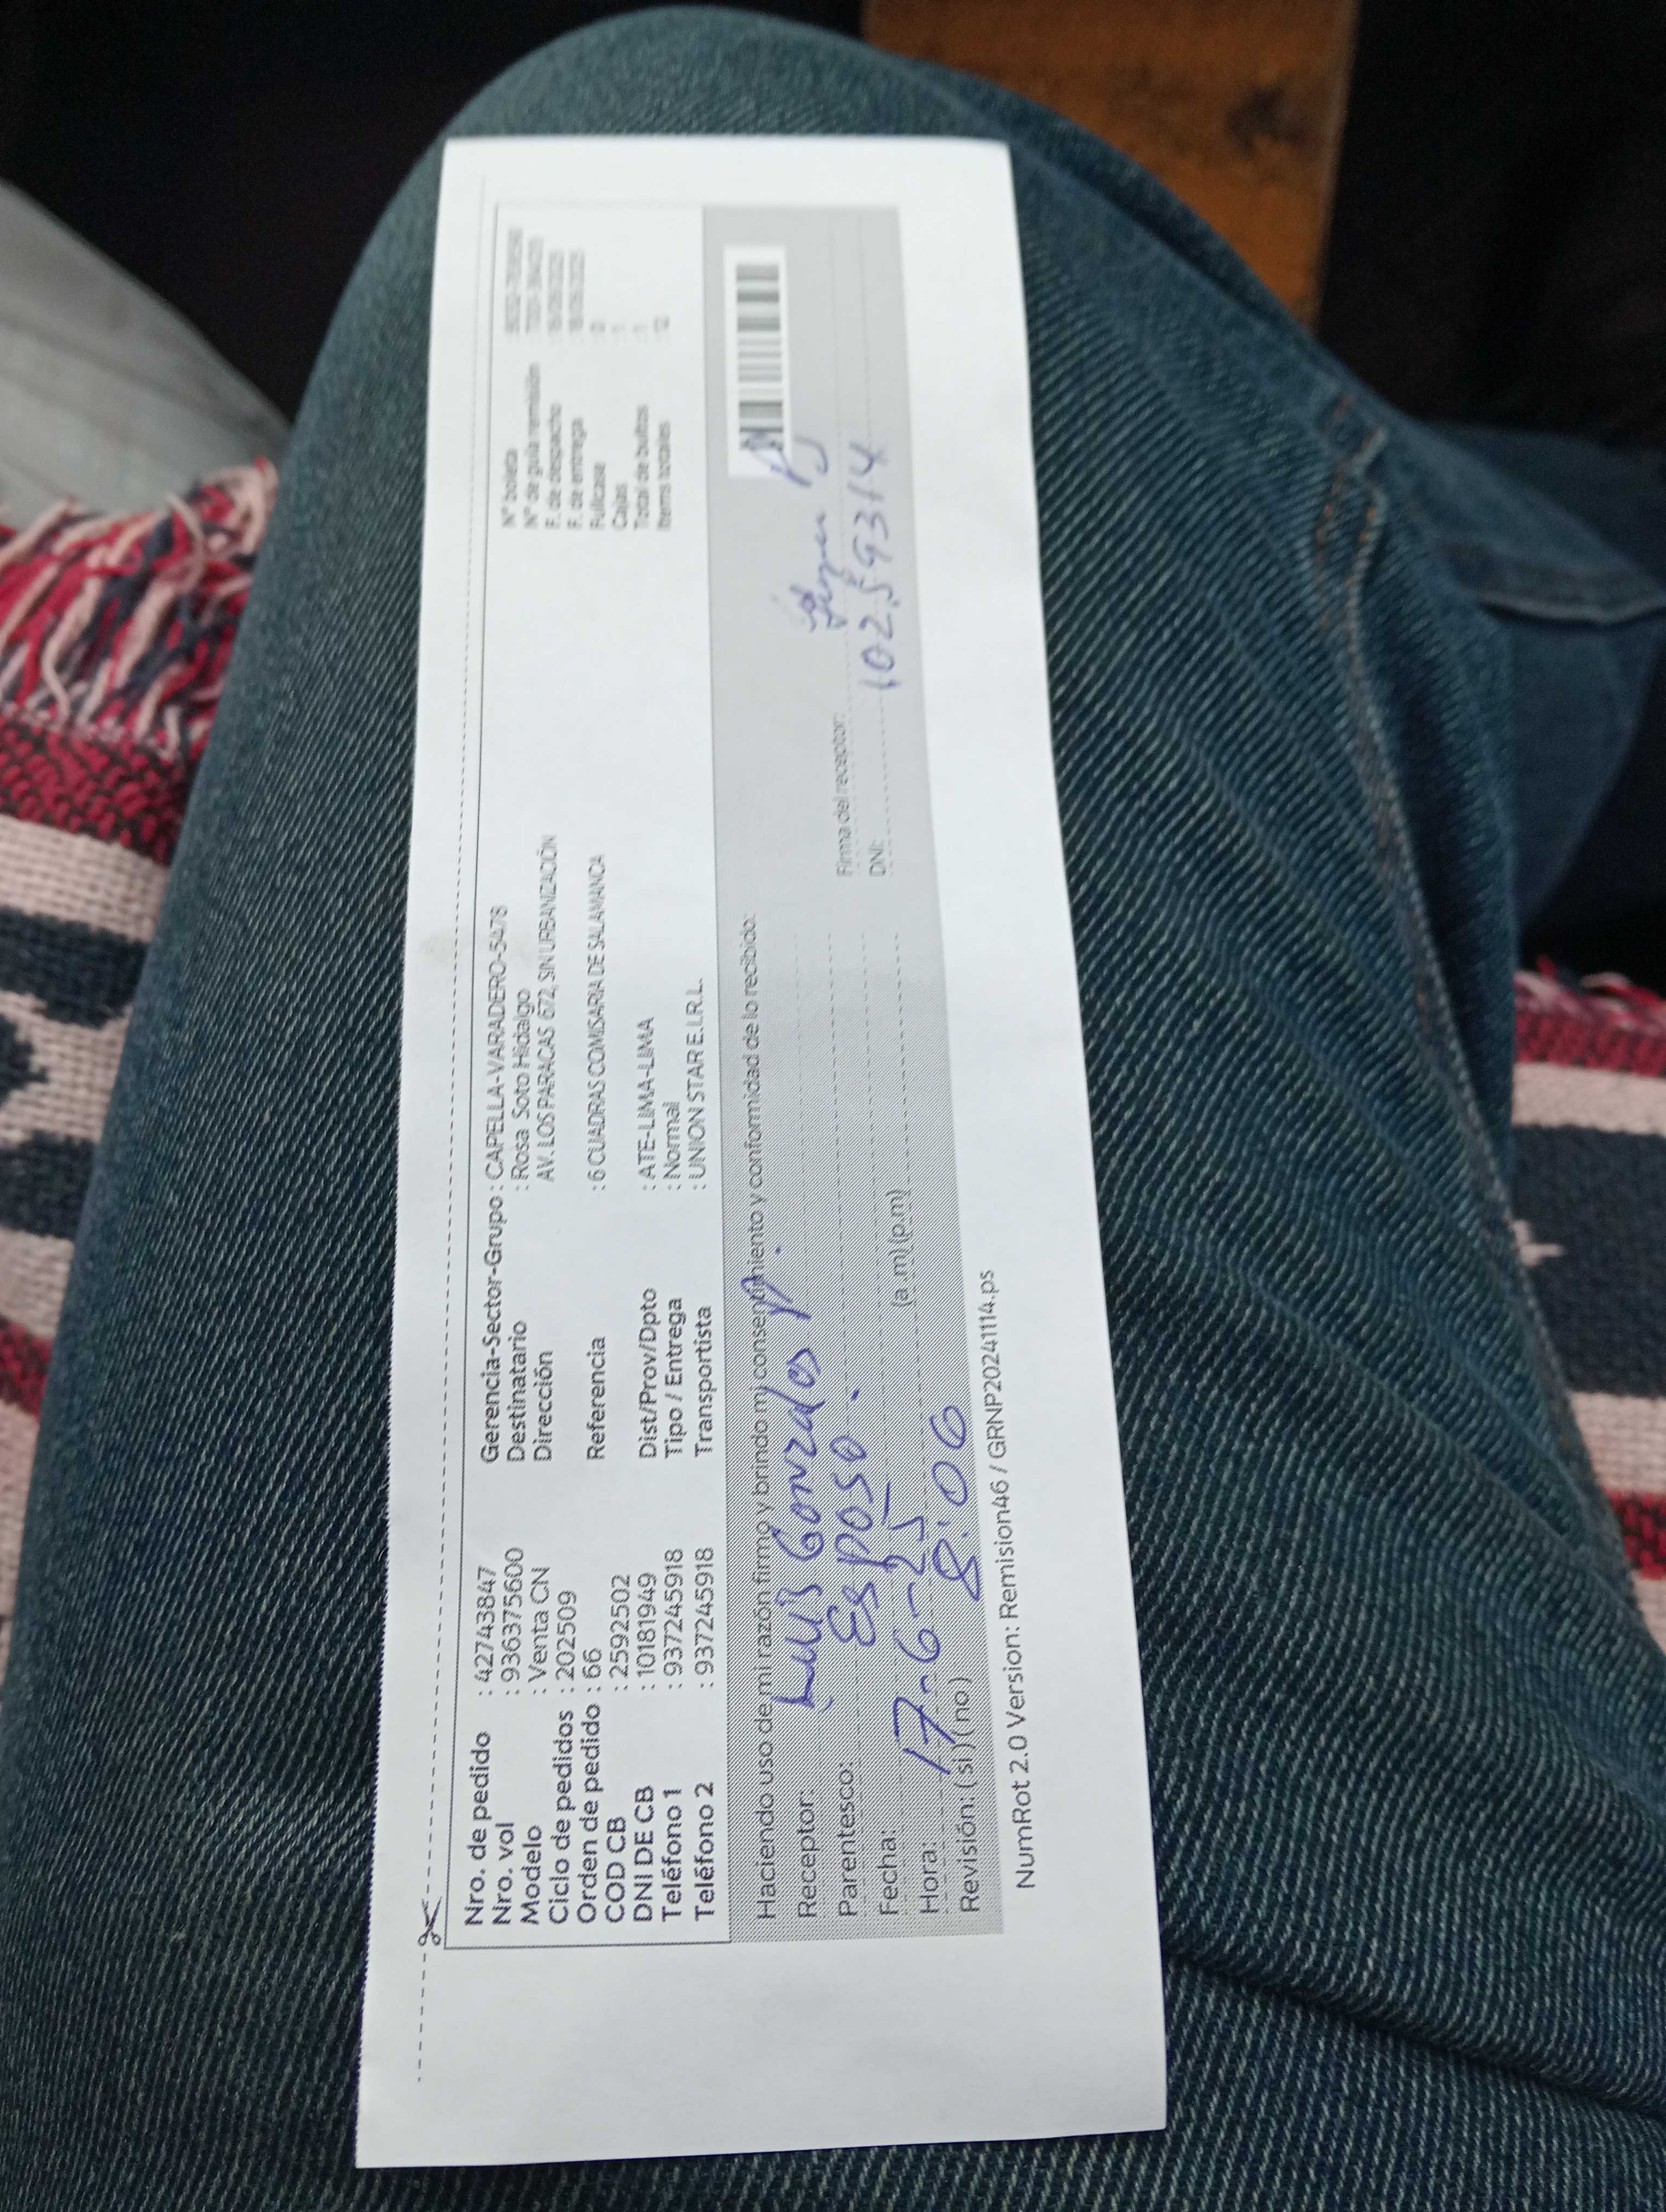 Nro. de pedido : 42743847
Nro. vol : 936375600
Modelo : Venta CN
Ciclo de pedidos : 202509
Orden de pedido : 66
COD CB : 2592502
DNI DE CB : 10181949
Teléfono 1 : 937245918
Teléfono 2 : 937245918
Gerencia-Sector-Grupo : CAPELLA-VARADERO-5478
Destinatario : Rosa Soto Hidalgo
Dirección AV. LOS PARACAS 672, SIN URBANIZACIÓN
Referencia : 6 CUADRAS COMISARIA DE SALAMANCA
Dist/Prov/Dpto : ATE-LIMA-LIMA
Tipo / Entrega : Normal
Transportista : UNION STAR E.I.R.L.
N° boleta
N° de guía remisión
F. de despacho
F. de entrega
Fullcase : 0
Cajas : 1
Total de bultos : 1
Items totales : 12
Haciendo uso de mi razón firmo y brindo mi consentimiento y conformidad de lo recibido:
Receptor: Luis Gonzales P.
Parentesco: Esposo.
Fecha: 17-6-25
Hora: 8:06 (a.m) (p.m)
Revisión: (si) (no)
Firma del receptor:
DNI: 10259314
NumRot 2.0 Version: Remision46 / GRNP20241114.ps